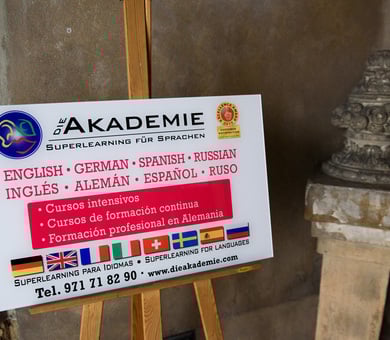 DIE AKADEMIE
SUPERLEARNING FÜR SPRACHEN
ENGLISH · GERMAN · SPANISH · RUSSIAN
INGLÉS · ALEMÁN · ESPAÑOL · RUSO
· Cursos intensivos
· Cursos de formación continua
· Formación profesional en Alemania
SUPERLEARNING PARA IDIOMAS · SUPERLEARNING FOR LANGUAGES
Tel. 971 71 82 90 · www.dieakademie.com